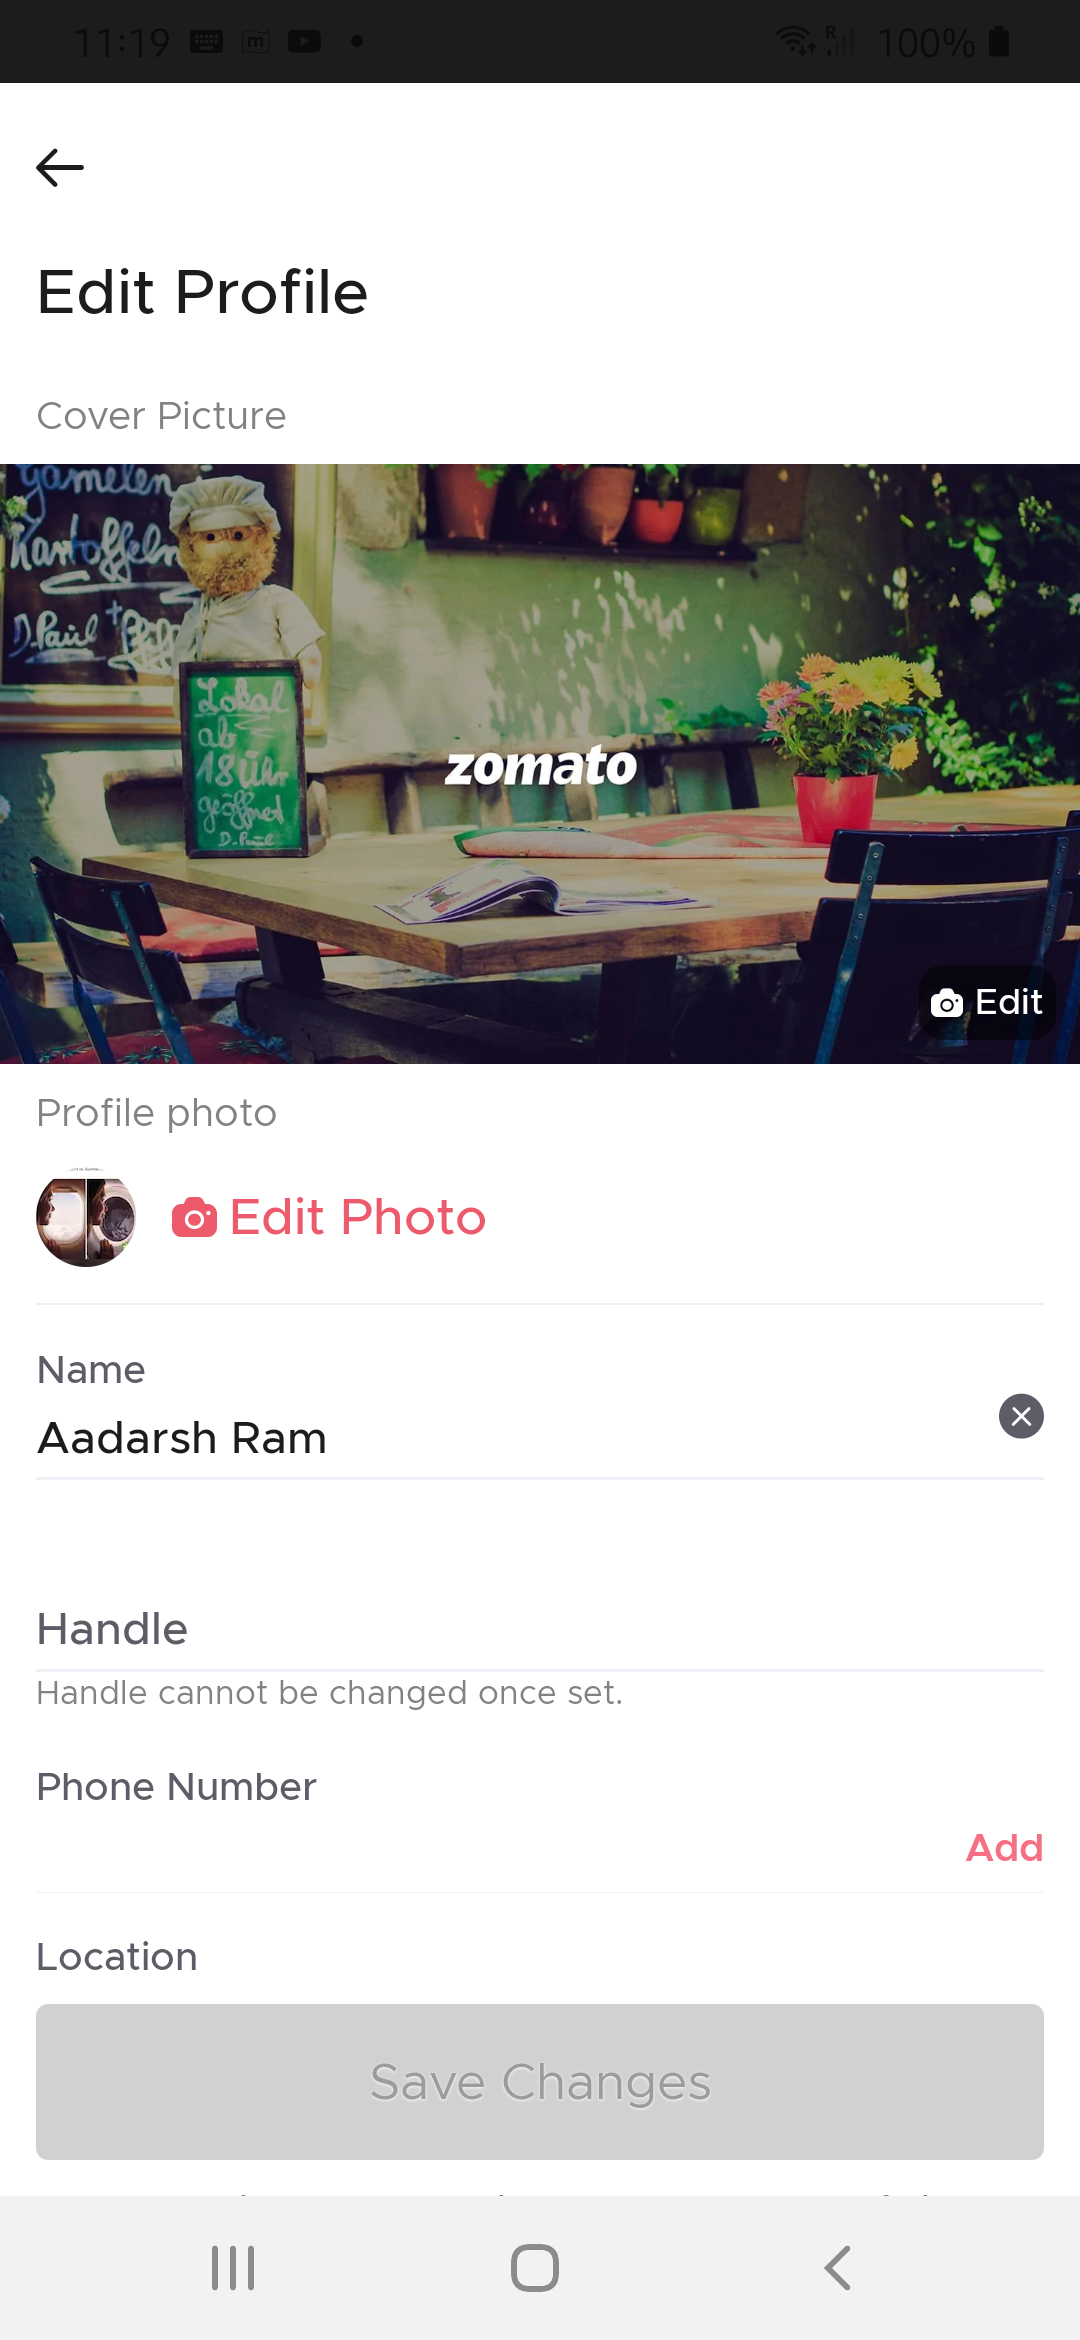 11:19
m
R
100%
Edit Profile
Cover Picture
Gamelen
Kartoffeln
D.Paul
Lokal
ab
18 Uhr
geöffnet
D. Paul
zomato
Edit
Profile photo
Edit Photo
Name
Aadarsh Ram
Handle
Handle cannot be changed once set.
Phone Number
Add
Location
Save Changes